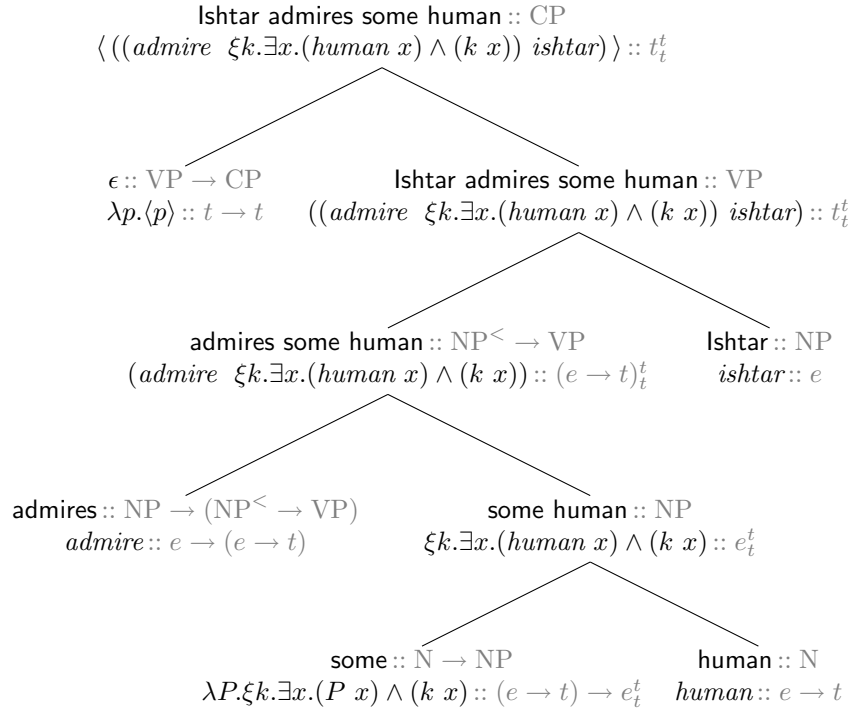 Ishtar admires some human :: CP
⟨ ((admire ξk.∃x.(human x) ∧ (k x)) ishtar) ⟩ :: t_t^t
ϵ :: VP → CP
λp.⟨p⟩ :: t → t
Ishtar admires some human :: VP
((admire ξk.∃x.(human x) ∧ (k x)) ishtar) :: t_t^t
admires some human :: NP^< → VP
(admire ξk.∃x.(human x) ∧ (k x)) :: (e → t)_t^t
Ishtar :: NP
ishtar :: e
admires :: NP → (NP^< → VP)
admire :: e → (e → t)
some human :: NP
ξk.∃x.(human x) ∧ (k x) :: e_t^t
some :: N → NP
λP.ξk.∃x.(P x) ∧ (k x) :: (e → t) → e_t^t
human :: N
human :: e → t